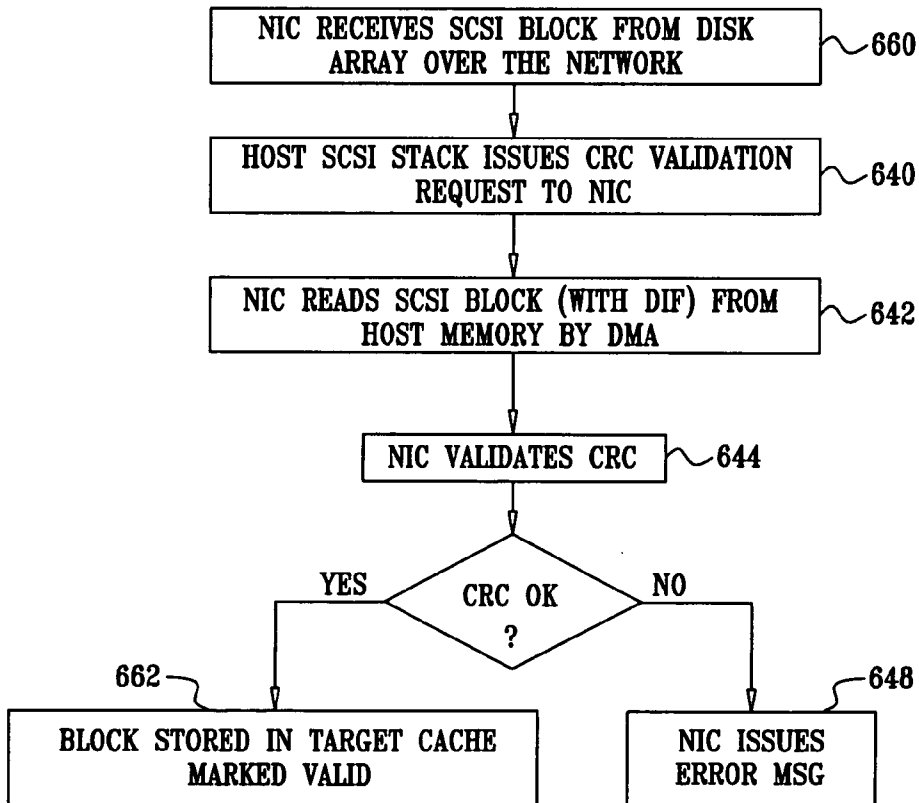 NIC RECEIVES SCSI BLOCK FROM DISK
ARRAY OVER THE NETWORK
660
HOST SCSI STACK ISSUES CRC VALIDATION
REQUEST TO NIC
640
NIC READS SCSI BLOCK (WITH DIF) FROM
HOST MEMORY BY DMA
642
NIC VALIDATES CRC
644
YES
CRC OK
?
NO
662
BLOCK STORED IN TARGET CACHE
MARKED VALID
648
NIC ISSUES
ERROR MSG